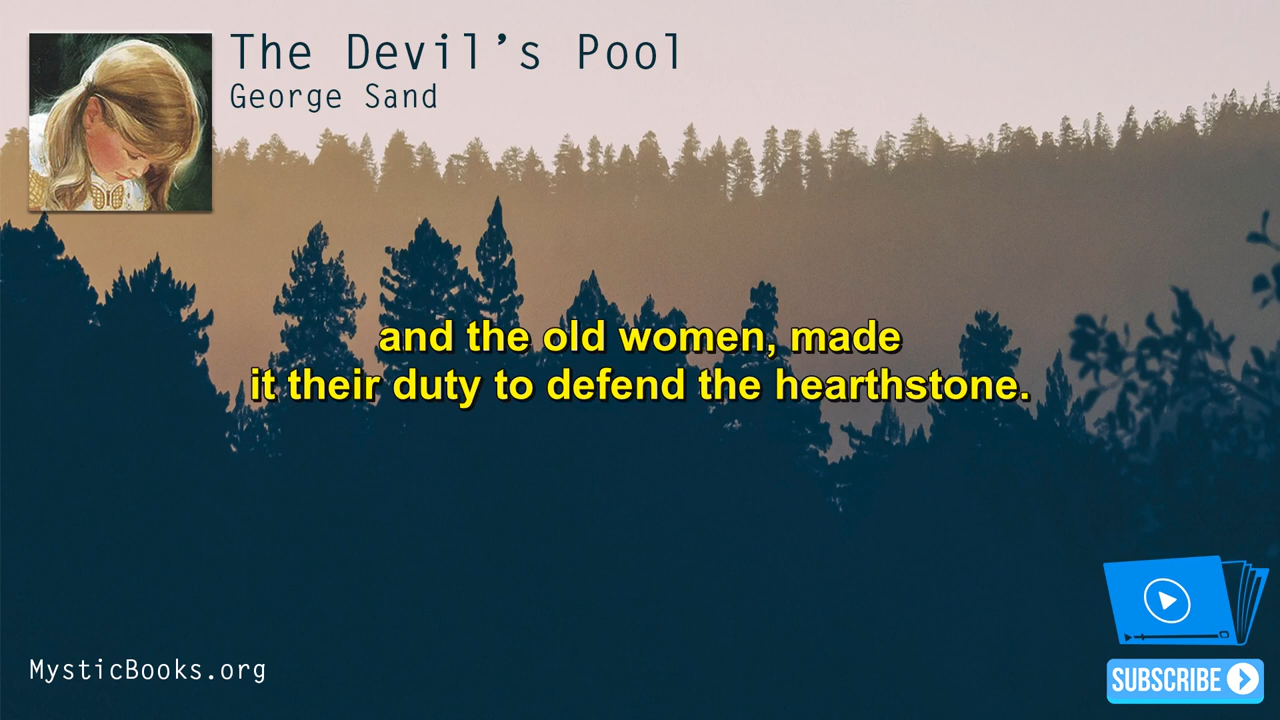 The Devil's Pool
George Sand
and the old women, made
it their duty to defend the hearthstone.
MysticBooks.org
SUBSCRIBE